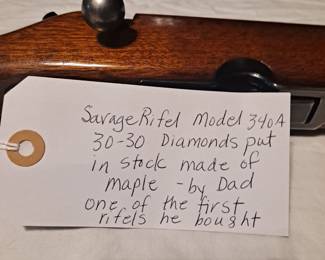 Savage Rifel Model 340A
30-30 Diamonds put
in stock made of
maple - by Dad
one of the first
rifels he bought